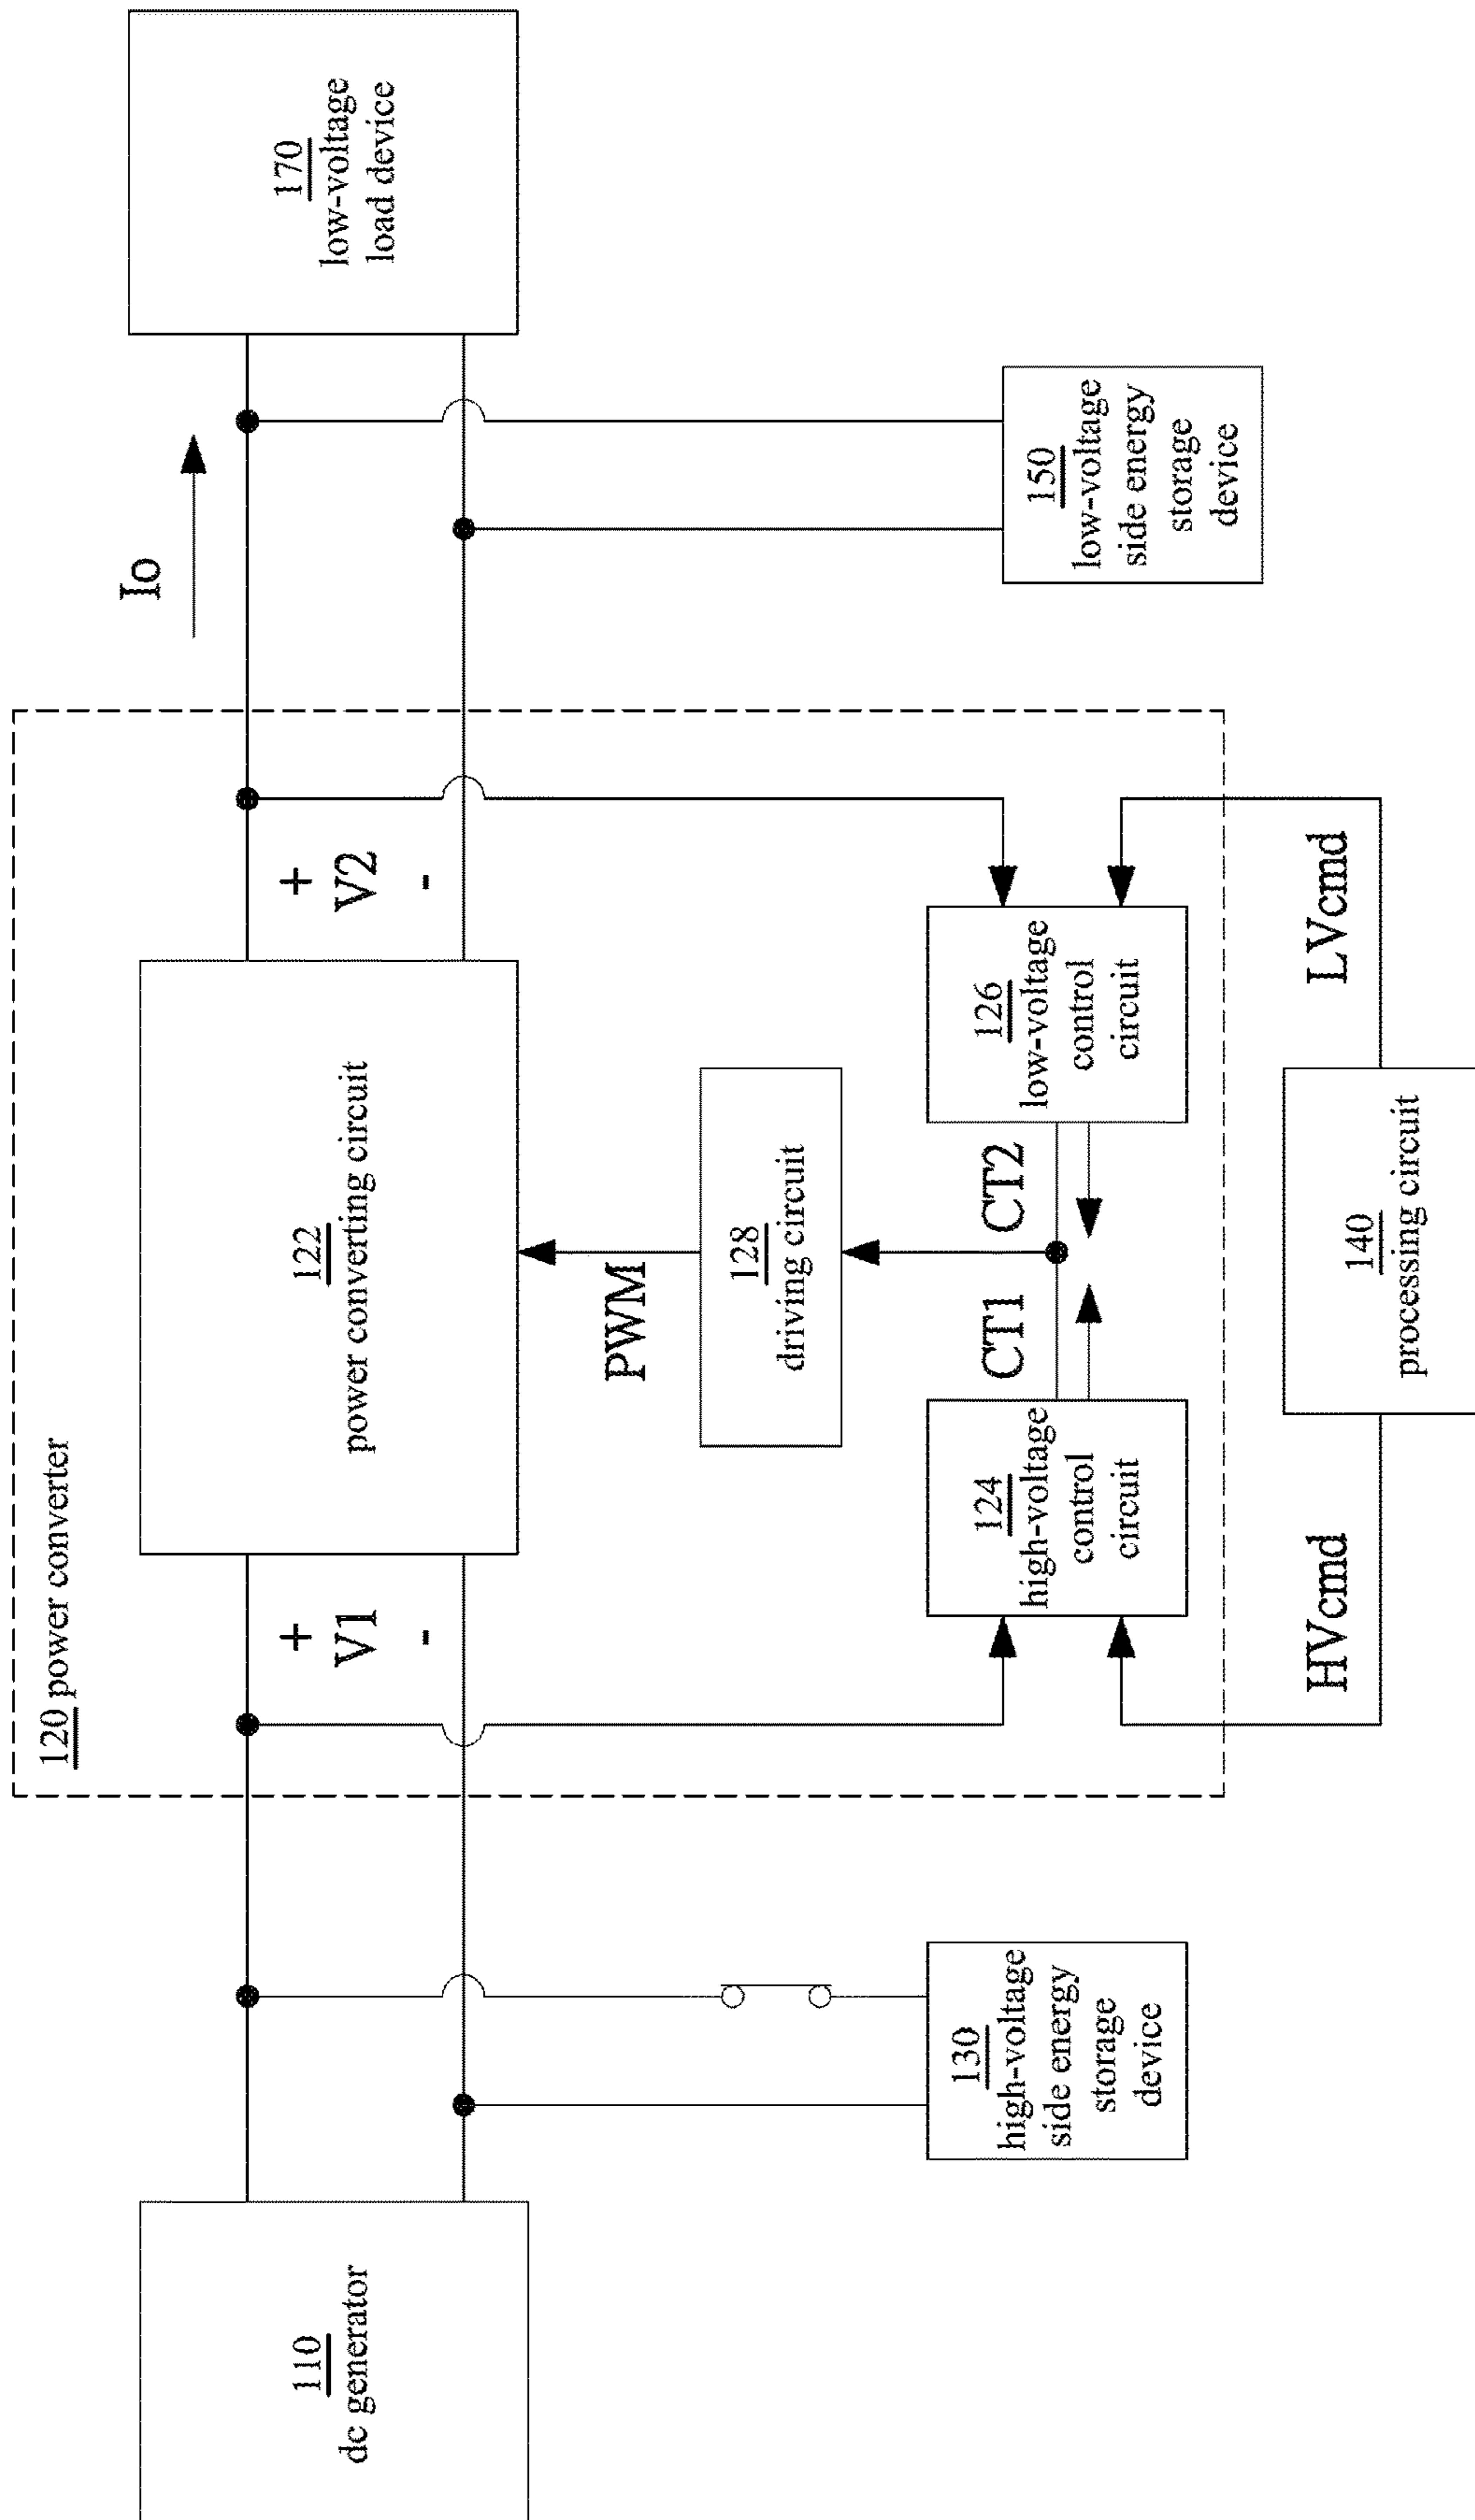 120 power converter
110
dc generator
+
V1
-
122
power converting circuit
+
V2
-
Io
170
low-voltage
load device
PWM
128
driving circuit
130
high-voltage
side energy
storage
device
124
high-voltage
control
circuit
CT1
CT2
126
low-voltage
control
circuit
150
low-voltage
side energy
storage
device
HVcmd
140
processing circuit
LVcmd